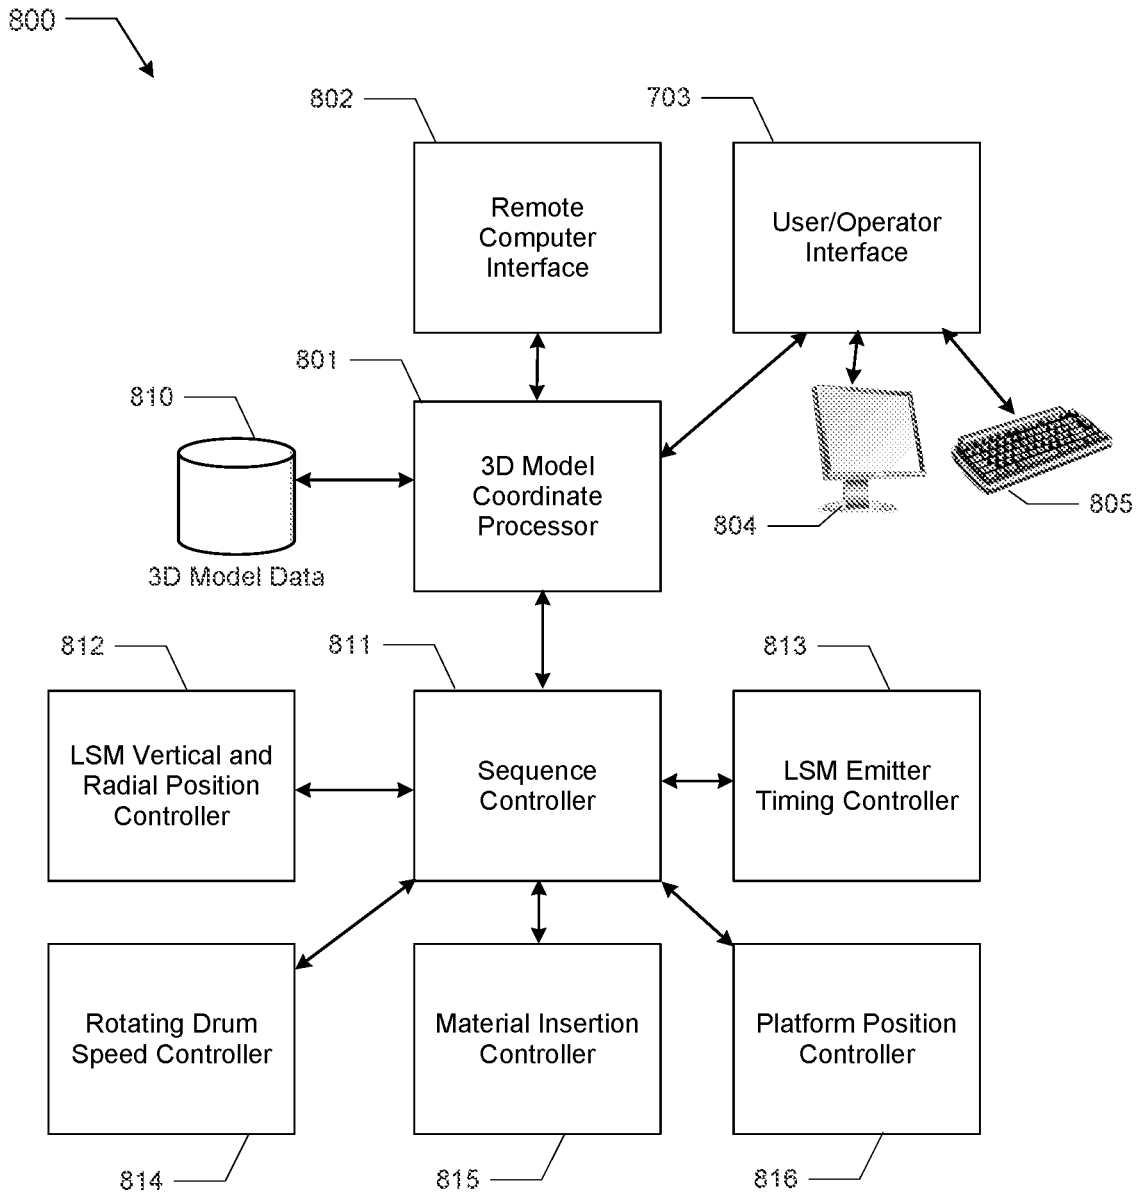 800
802
703
Remote
Computer
Interface
User/Operator
Interface
801
810
3D Model
Coordinate
Processor
804
805
3D Model Data
812
811
813
LSM Vertical and
Radial Position
Controller
Sequence
Controller
LSM Emitter
Timing Controller
Rotating Drum
Speed Controller
Material Insertion
Controller
Platform Position
Controller
814
815
816